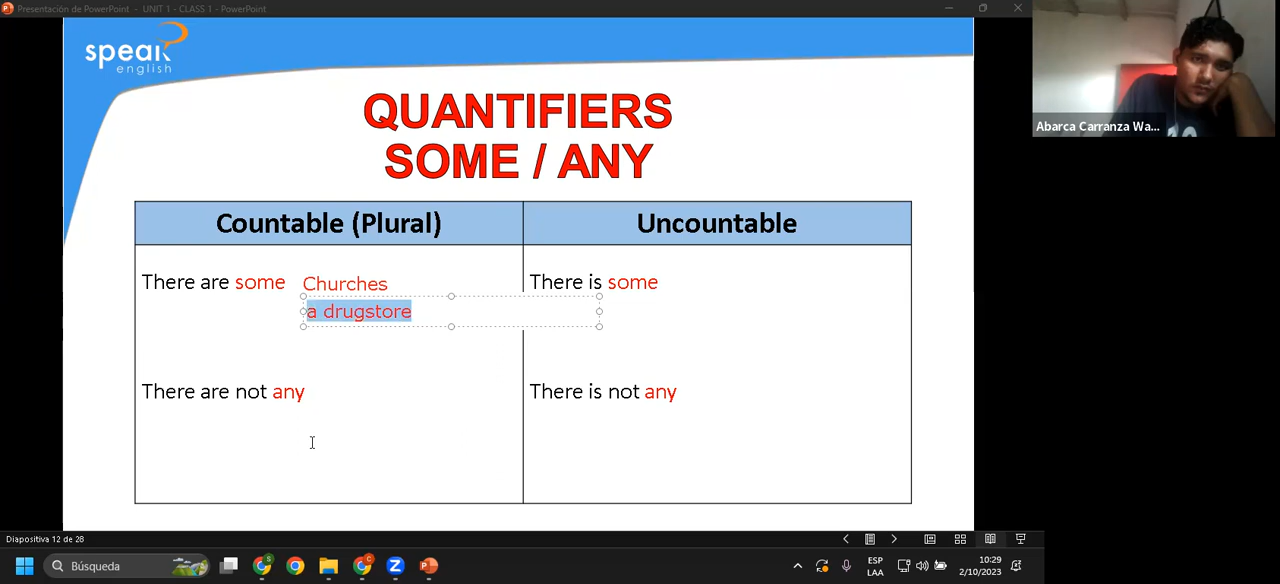 Presentación de PowerPoint - UNIT 1 - CLASS 1 - PowerPoint
speak
english
QUANTIFIERS
SOME / ANY
Countable (Plural)
Uncountable
There are some Churches
a drugstore
There is some
There are not any
There is not any
Abarca Carranza Wa...
Diapositiva 12 de 28
Búsqueda
ESP
LAA
10:29
2/10/2023